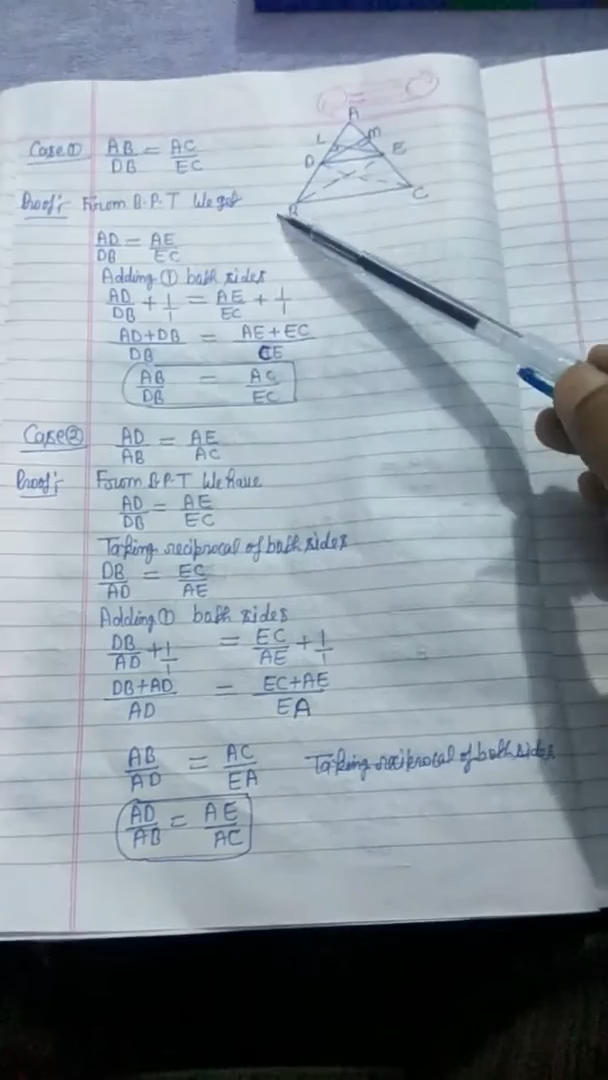 A
L M
D E
B C
Case① AB/DB = AC/EC
Proof:- From B.P.T We get
AD/DB = AE/EC
Adding ① both sides
AD/DB + 1/1 = AE/EC + 1/1
AD+DB/DB = AE+EC/CE
AB/DB = AC/EC
Case② AD/AB = AE/AC
Proof:- From B.P.T We have
AD/DB = AE/EC
Taking reciprocal of both sides
DB/AD = EC/AE
Adding ① both sides
DB/AD + 1/1 = EC/AE + 1/1
DB+AD/AD = EC+AE/EA
AB/AD = AC/EA Taking reciprocal of both sides
AD/AB = AE/AC